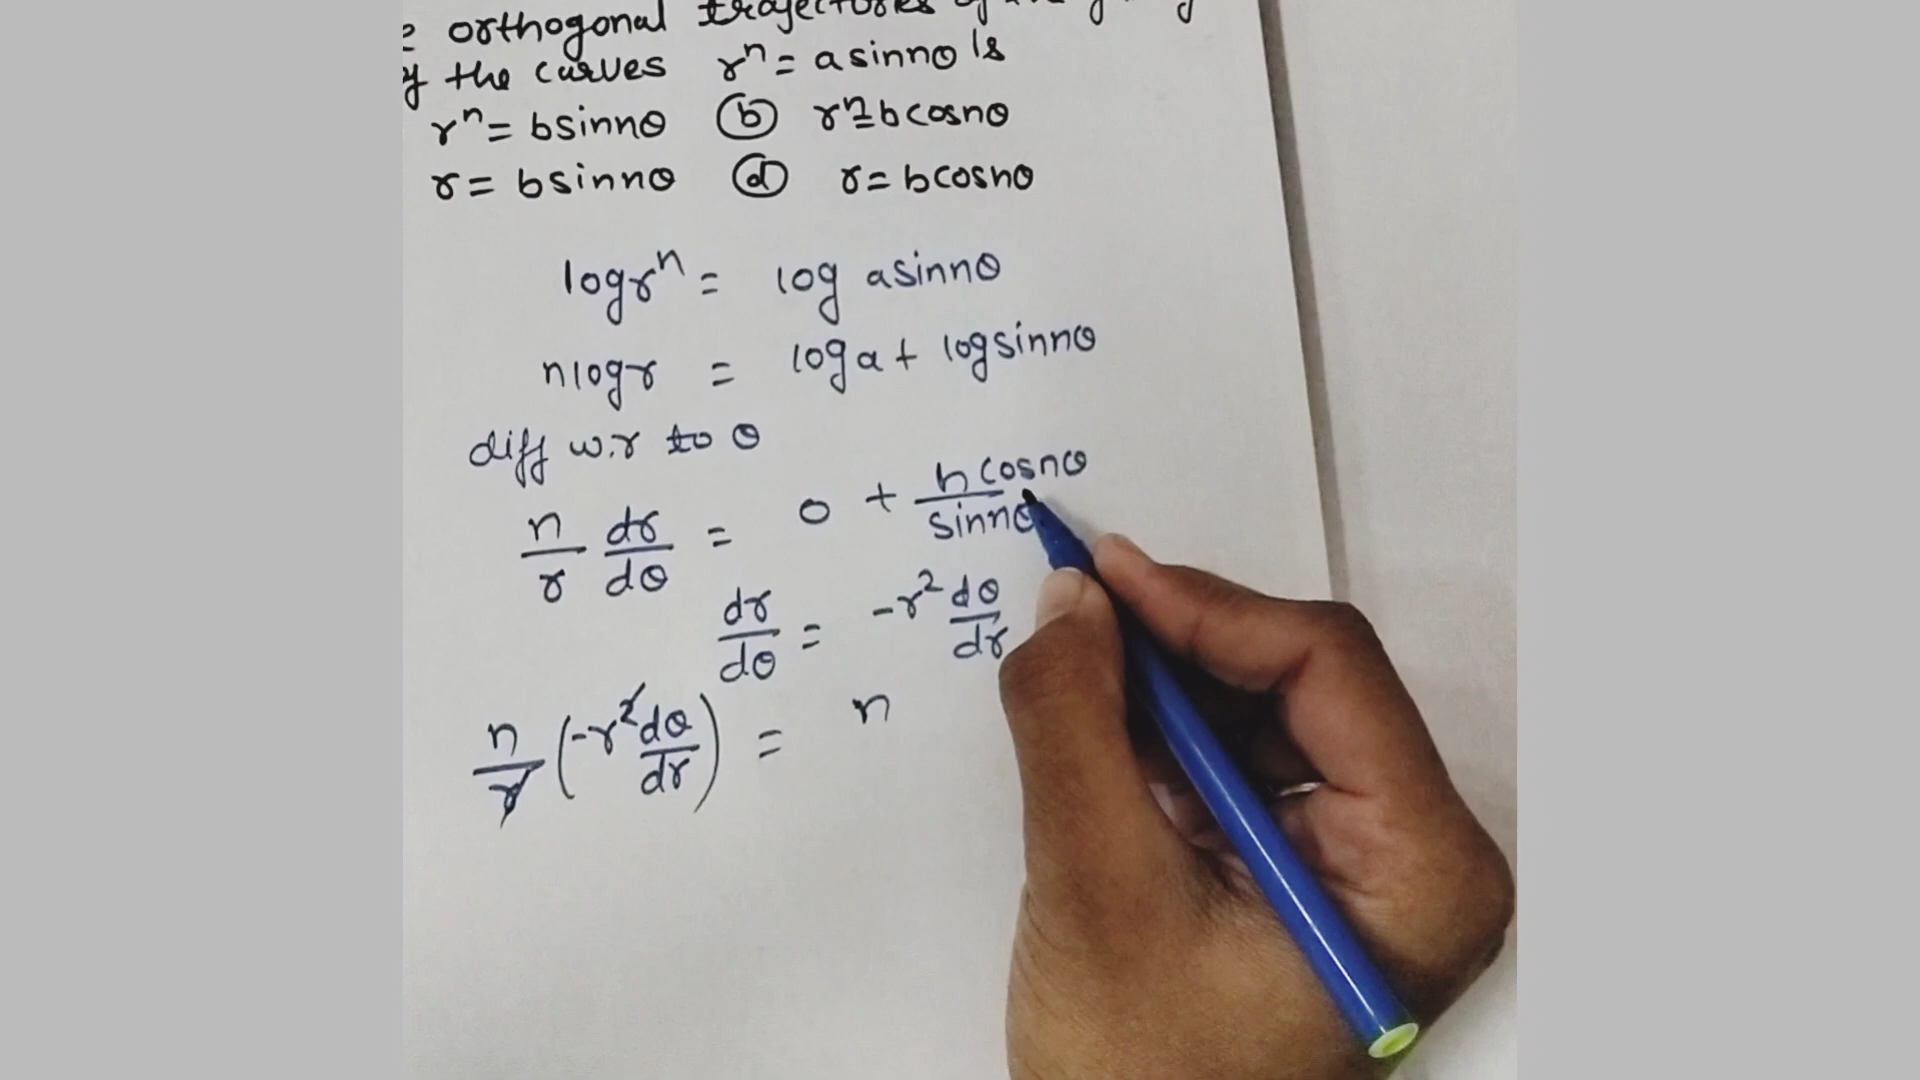 orthogonal trajectories
of the curves rⁿ = a sin nθ is
rⁿ = b sin nθ (b) rⁿ = b cos nθ
r = b sin nθ (d) r = b cos nθ
log rⁿ = log a sin nθ
n log r = log a + log sin nθ
diff w.r to θ
n/r dr/dθ = 0 + n cos nθ / sin nθ
dr/dθ = -r² dθ/dr
n/r (-r² dθ/dr) = n